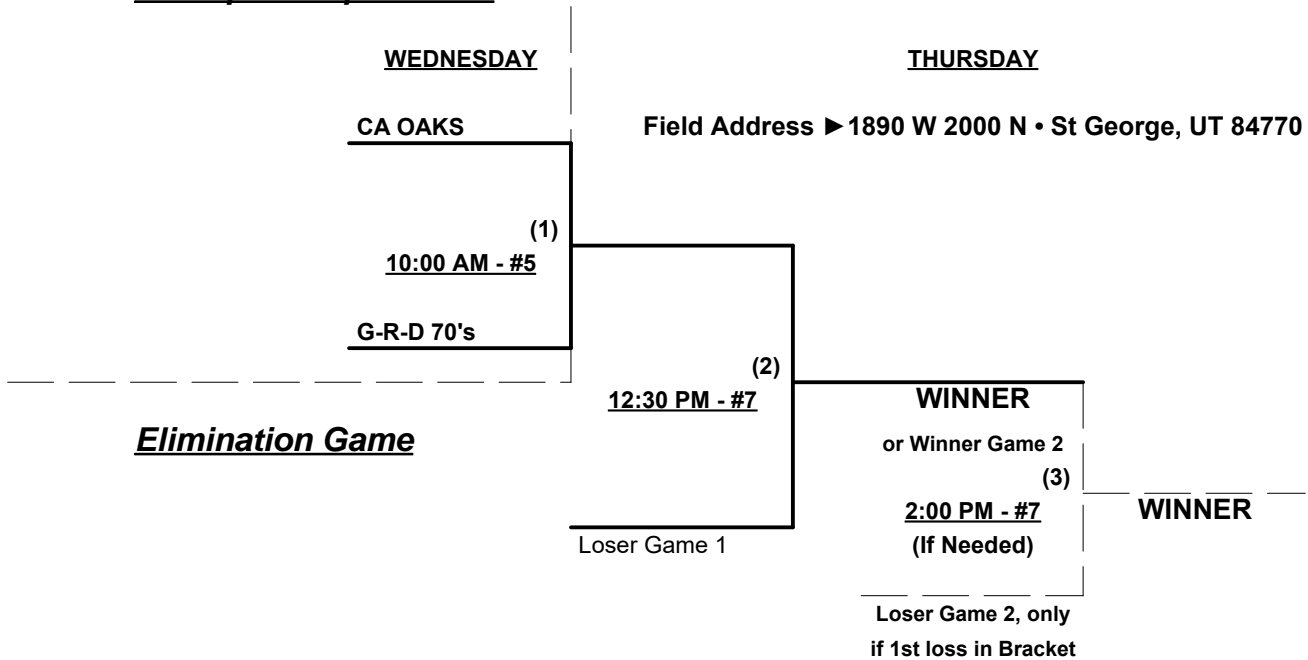 WEDNESDAY
THURSDAY
CA OAKS
Field Address ►1890 W 2000 N • St George, UT 84770
(1)
10:00 AM - #5
G-R-D 70's
(2)
12:30 PM - #7
WINNER
Elimination Game
or Winner Game 2
(3)
2:00 PM - #7
WINNER
(If Needed)
Loser Game 1
Loser Game 2, only
if 1st loss in Bracket